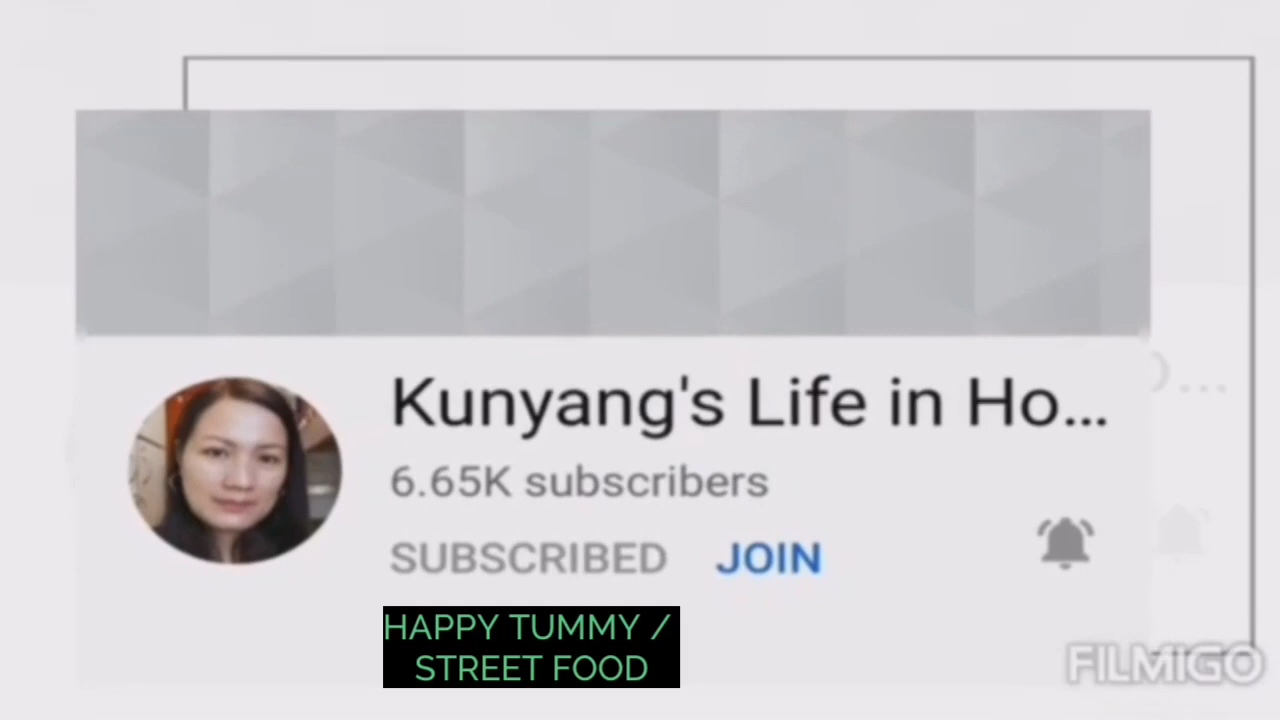 Kunyang's Life in Ho...
6.65K subscribers
SUBSCRIBED JOIN
HAPPY TUMMY /
STREET FOOD
FILMIGO